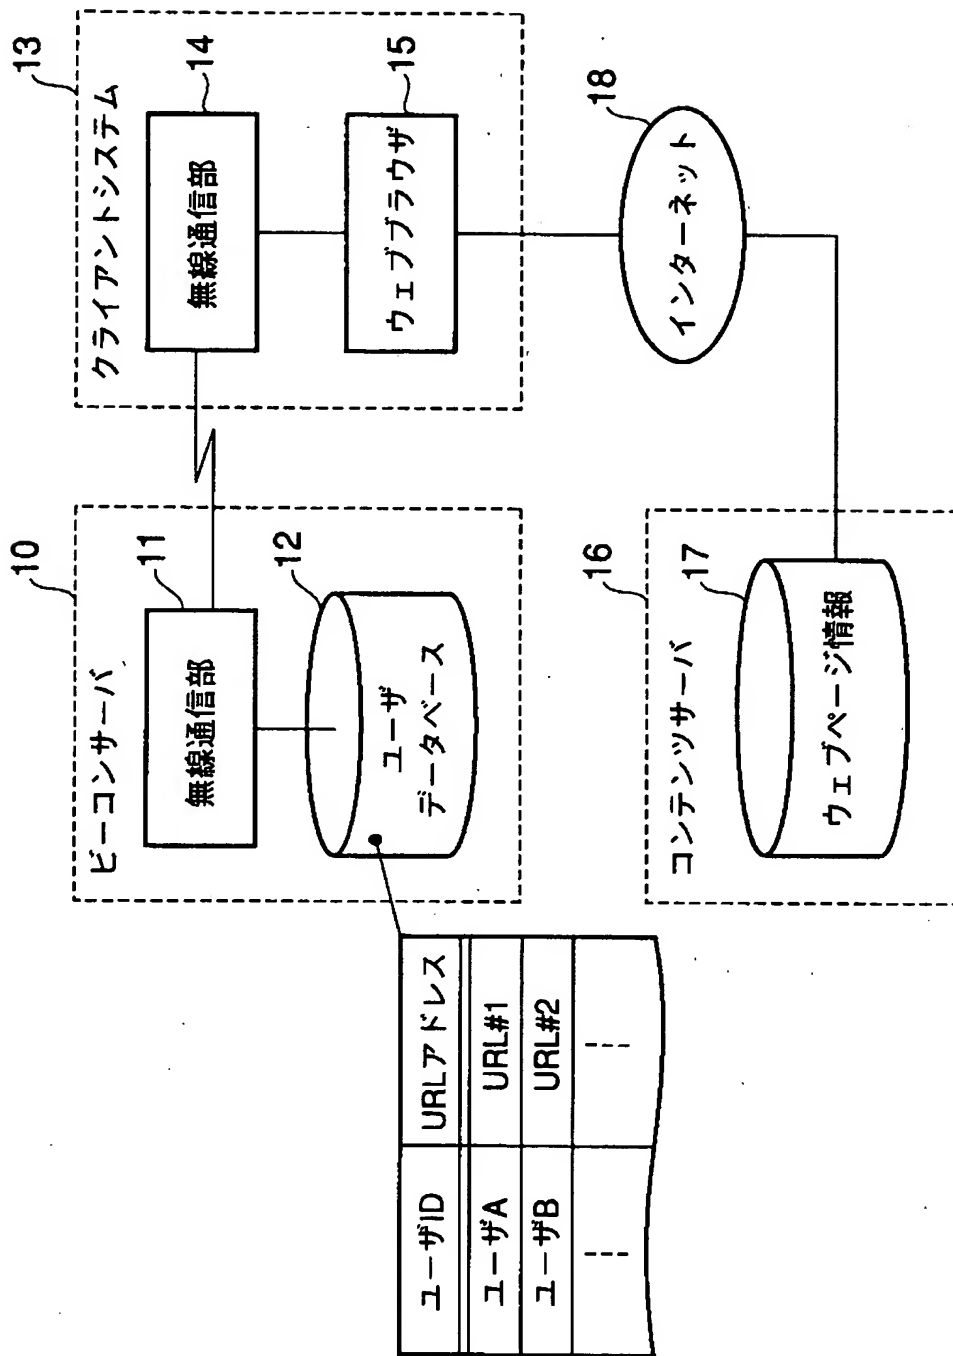 10
ビーコンサーバ
11
無線通信部
12
ユーザ
データベース
13
クライアントシステム
14
無線通信部
15
ウェブブラウザ
18
インターネット
16
コンテンツサーバ
17
ウェブページ情報
ユーザID URLアドレス
ユーザA URL#1
ユーザB URL#2